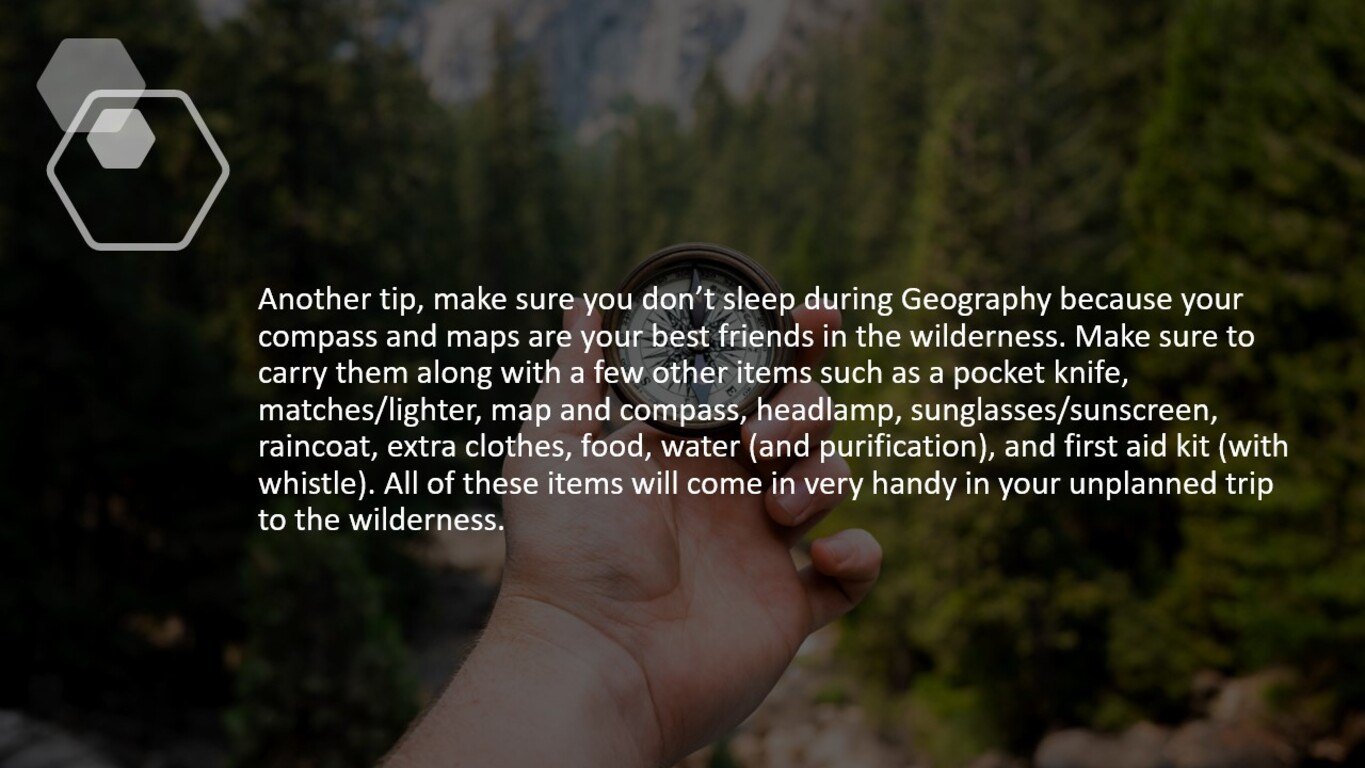 Another tip, make sure you don’t sleep during Geography because your
compass and maps are your best friends in the wilderness. Make sure to
carry them along with a few other items such as a pocket knife,
matches/lighter, map and compass, headlamp, sunglasses/sunscreen,
raincoat, extra clothes, food, water (and purification), and first aid kit (with
whistle). All of these items will come in very handy in your unplanned trip
to the wilderness.